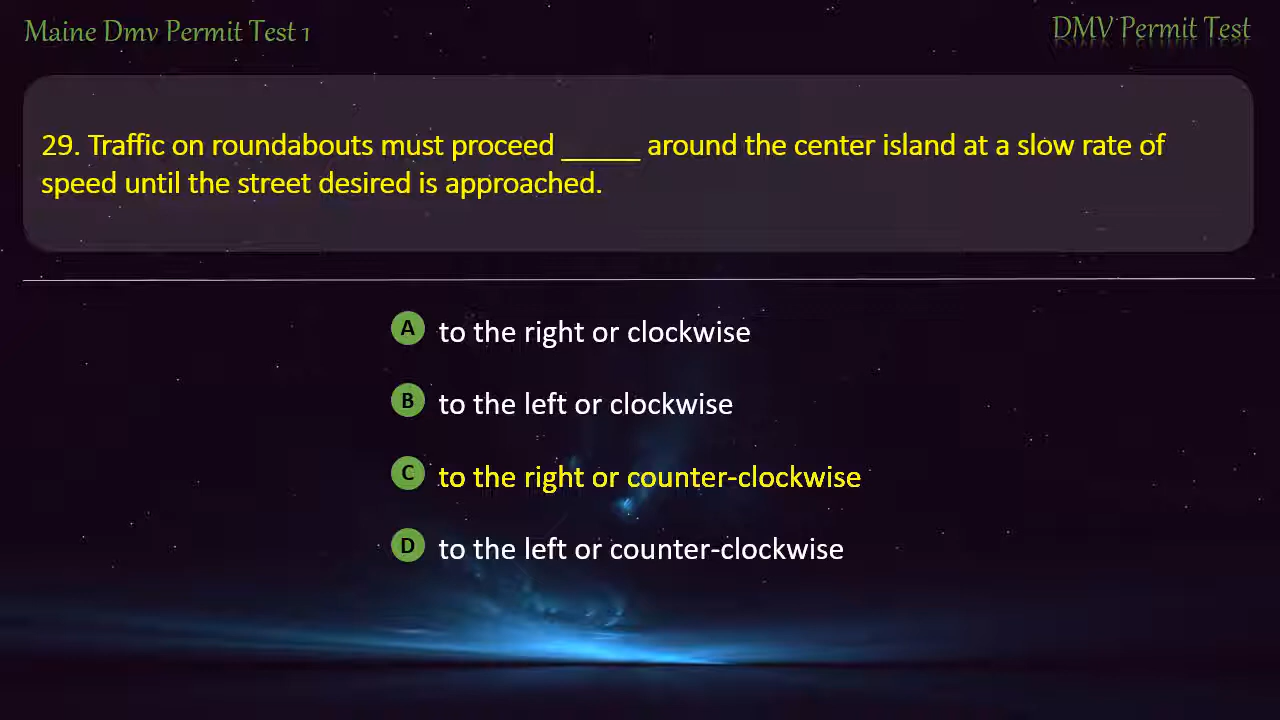 Maine Dmv Permit Test 1
DMV Permit Test
29. Traffic on roundabouts must proceed _____ around the center island at a slow rate of
speed until the street desired is approached.
A to the right or clockwise
B to the left or clockwise
C to the right or counter-clockwise
D to the left or counter-clockwise